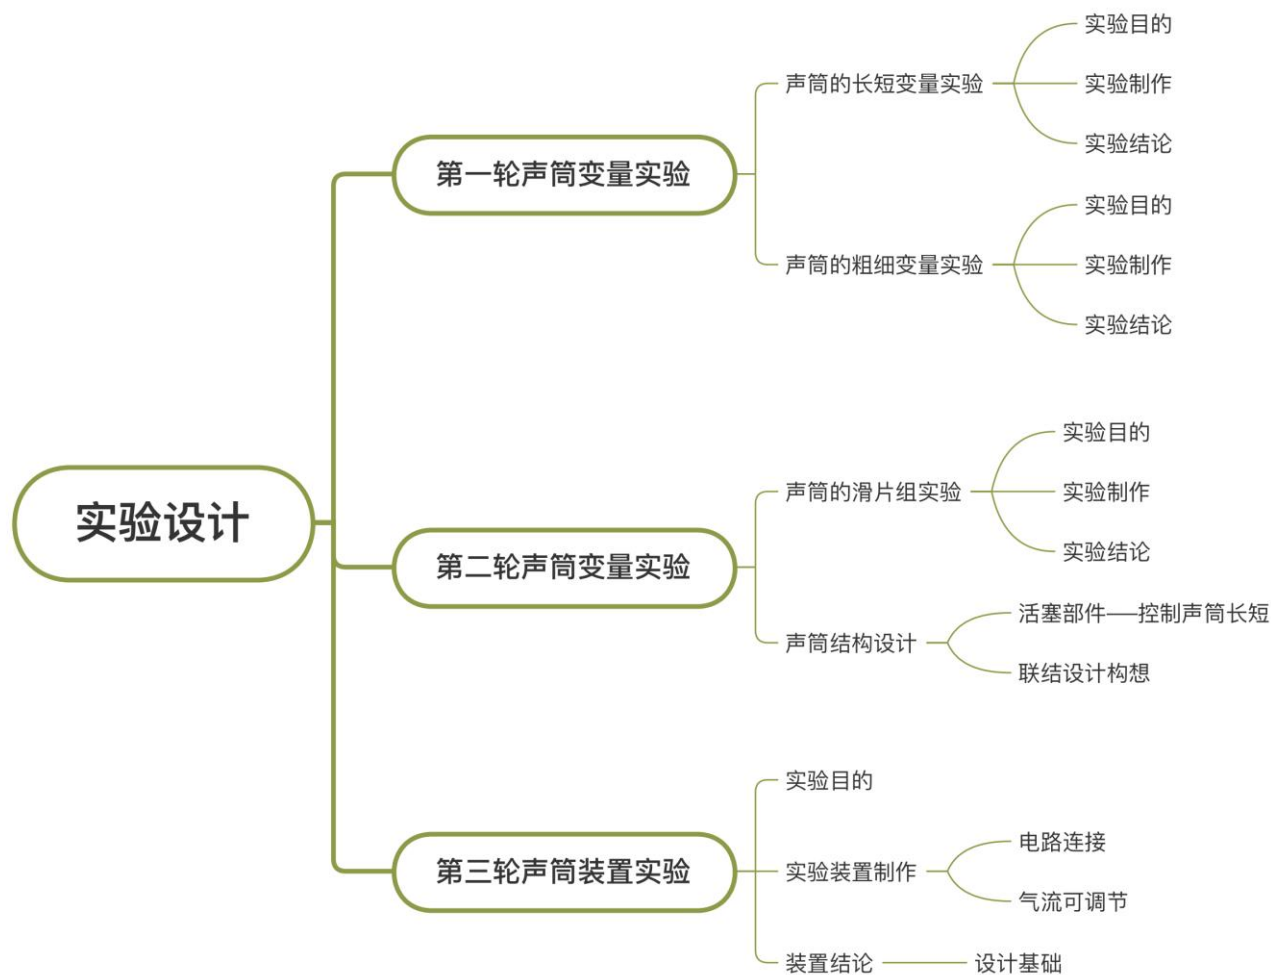 实验设计
第一轮声筒变量实验
声筒的长短变量实验
实验目的
实验制作
实验结论
声筒的粗细变量实验
实验目的
实验制作
实验结论
第二轮声筒变量实验
声筒的滑片组实验
实验目的
实验制作
实验结论
声筒结构设计
活塞部件——控制声筒长短
联结设计构想
第三轮声筒装置实验
实验目的
实验装置制作
电路连接
气流可调节
装置结论
设计基础